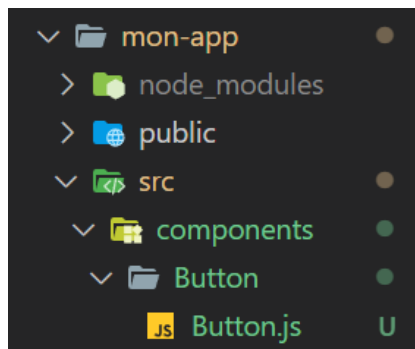 mon-app
node_modules
public
src
components
Button
JS Button.js U